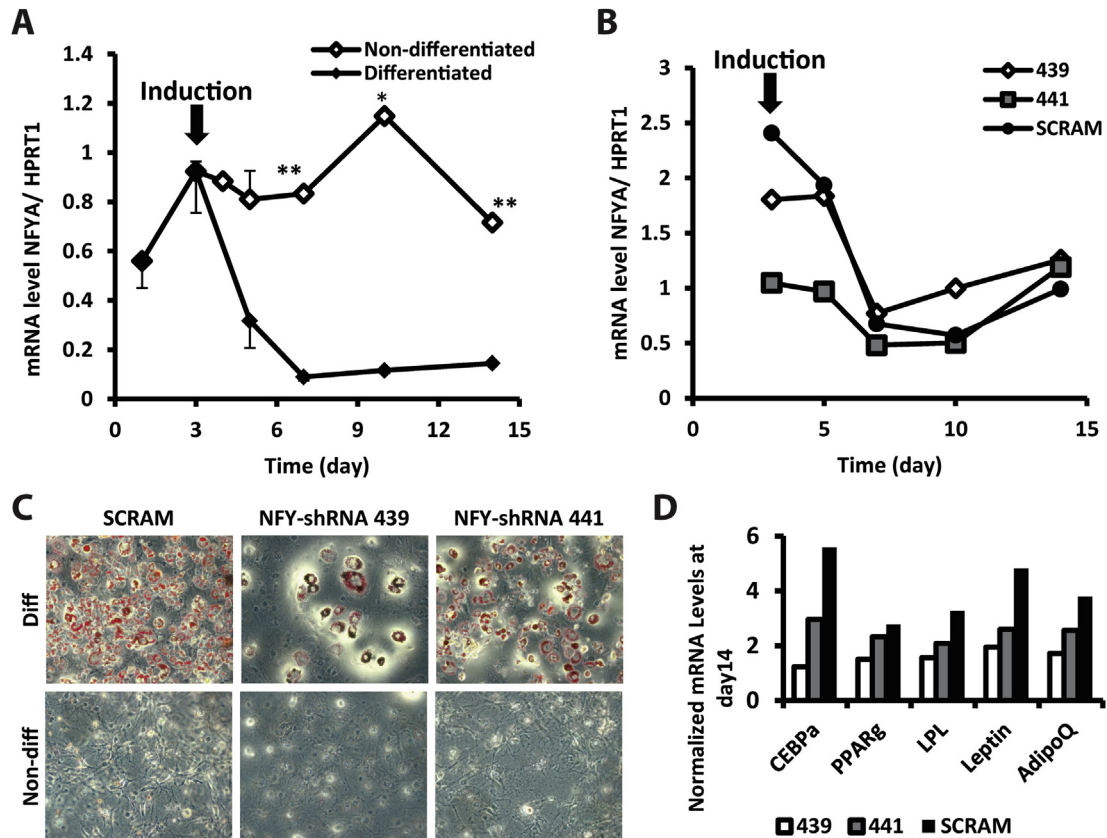 A
mRNA level NFYA/ HPRT1
1.4
1.2
1
0.8
0.6
0.4
0.2
0
Induction
Non-differentiated
Differentiated
**
*
**
0 3 6 9 12 15
Time (day)
B
mRNA level NFYA/ HPRT1
3
2.5
2
1.5
1
0.5
0
Induction
439
441
SCRAM
0 5 10 15
Time (day)
C
SCRAM NFY-shRNA 439 NFY-shRNA 441
Diff
Non-diff
D
Normalized mRNA Levels at
day14
6
4
2
0
CEBPa PPARg LPL Leptin AdipoQ
439 441 SCRAM